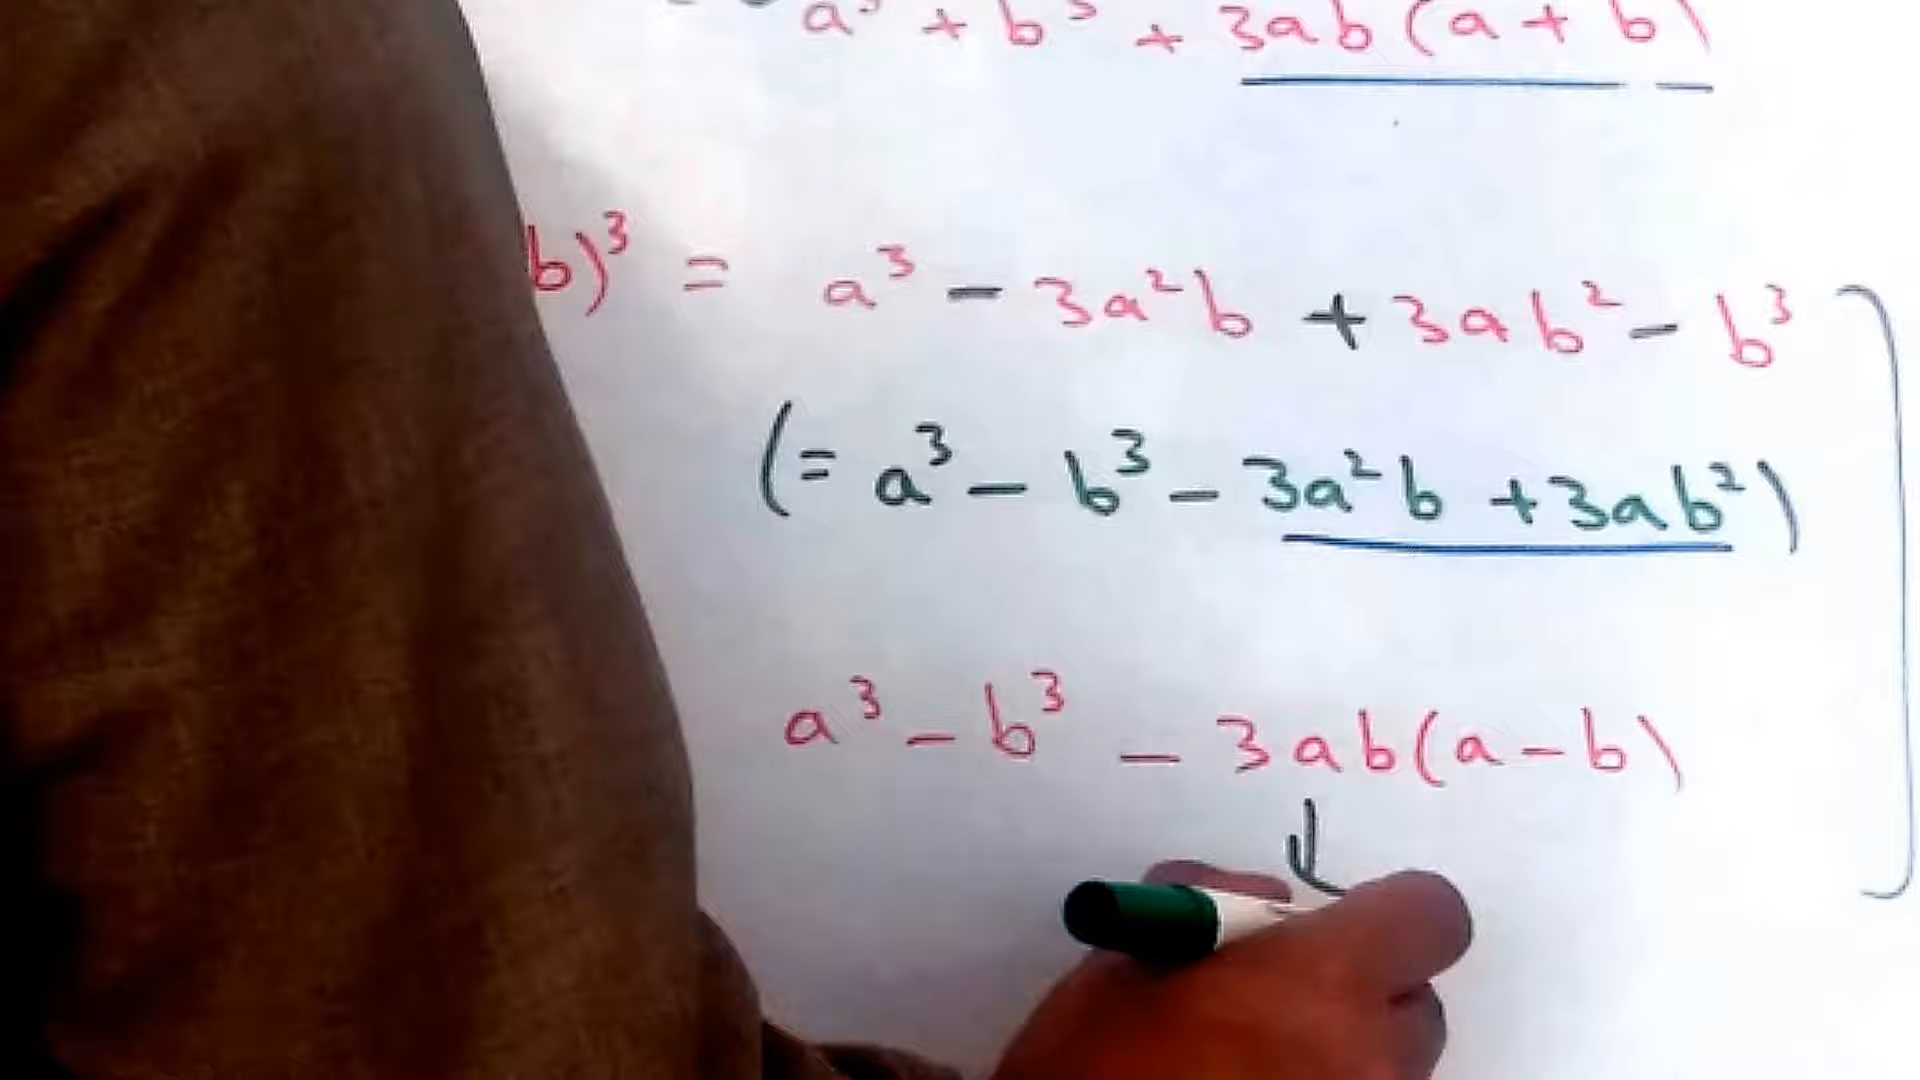 a³ + b³ + 3ab(a + b)
b)³ = a³ - 3a²b + 3ab² - b³
(= a³ - b³ - 3a²b + 3ab²)
a³ - b³ - 3ab(a - b)